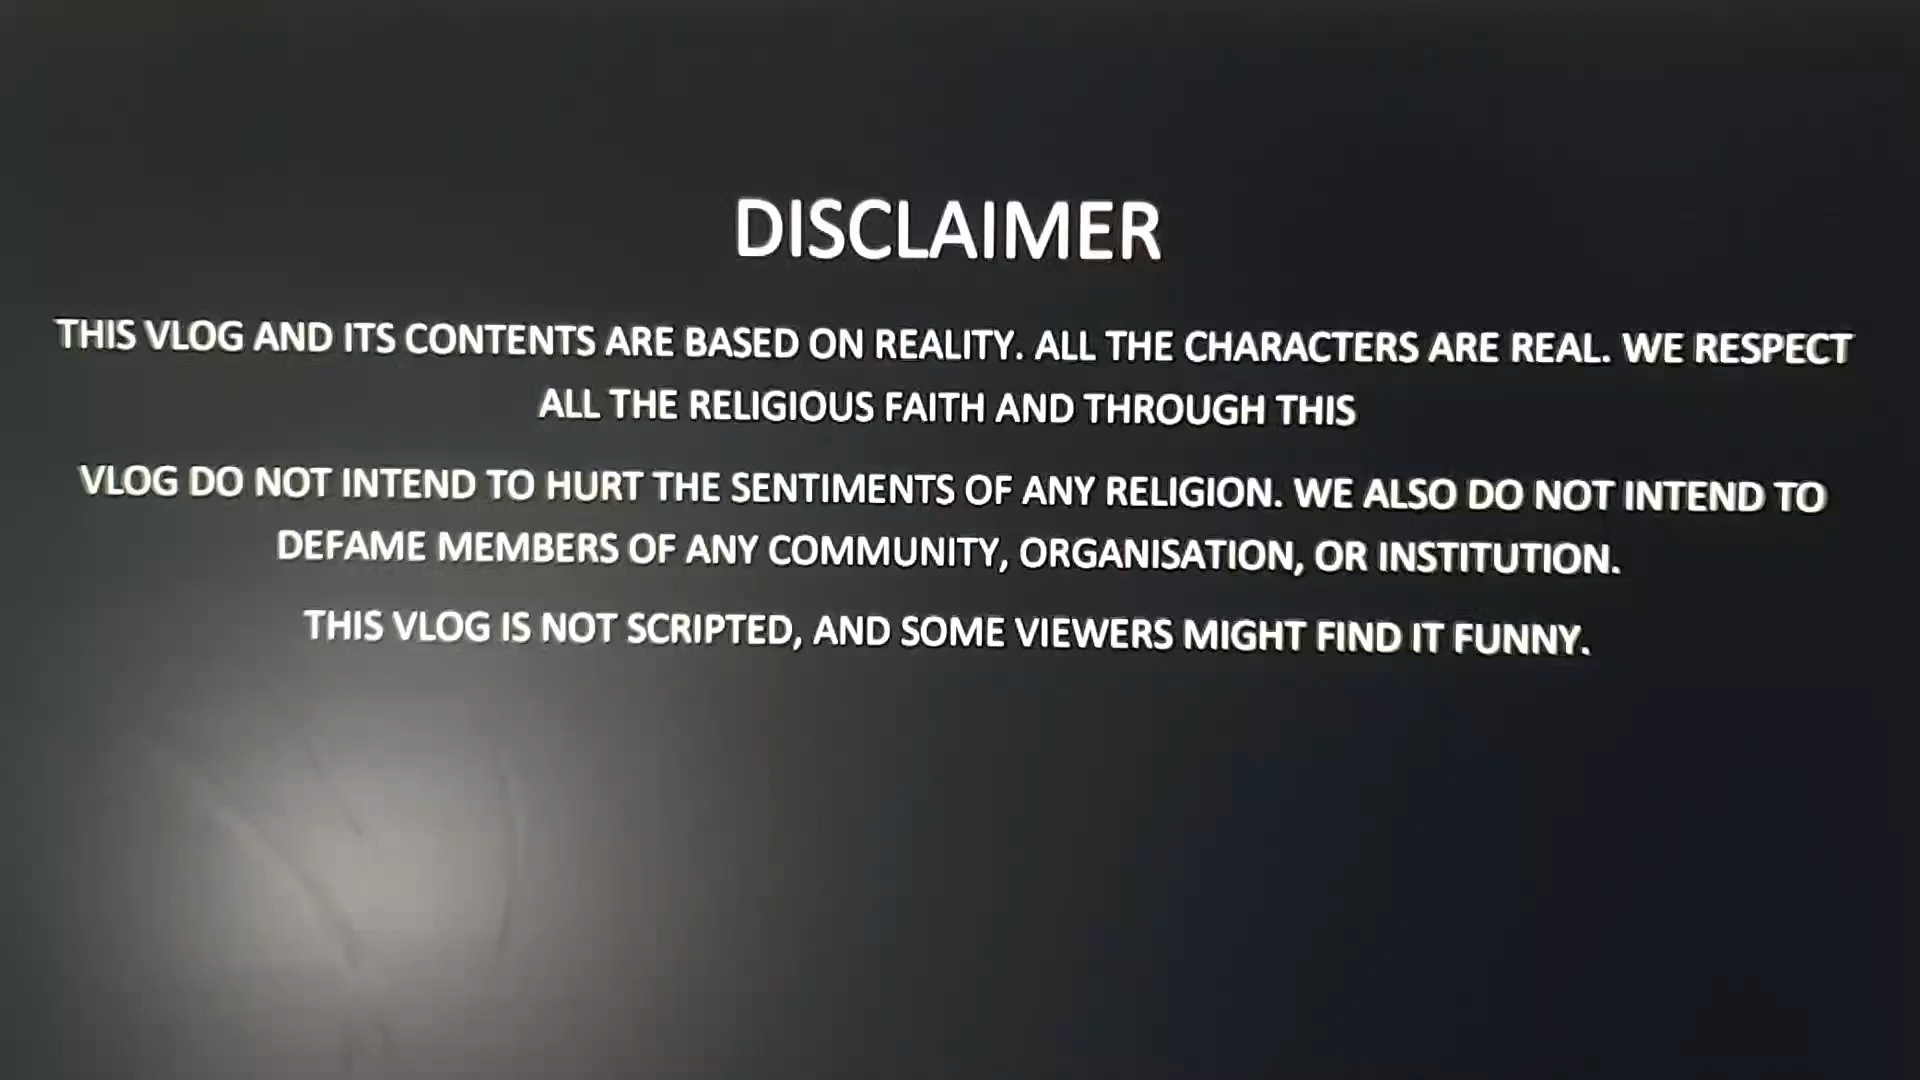 DISCLAIMER
THIS VLOG AND ITS CONTENTS ARE BASED ON REALITY. ALL THE CHARACTERS ARE REAL. WE RESPECT
ALL THE RELIGIOUS FAITH AND THROUGH THIS
VLOG DO NOT INTEND TO HURT THE SENTIMENTS OF ANY RELIGION. WE ALSO DO NOT INTEND TO
DEFAME MEMBERS OF ANY COMMUNITY, ORGANISATION, OR INSTITUTION.
THIS VLOG IS NOT SCRIPTED, AND SOME VIEWERS MIGHT FIND IT FUNNY.